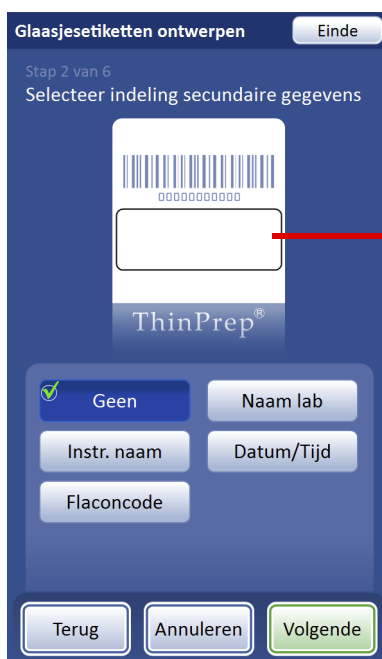 Glaasjesetiketten ontwerpen Einde
Stap 2 van 6
Selecteer indeling secundaire gegevens
00000000000
ThinPrep®
Geen Naam lab
Instr. naam Datum/Tijd
Flaconcode
Terug Annuleren Volgende